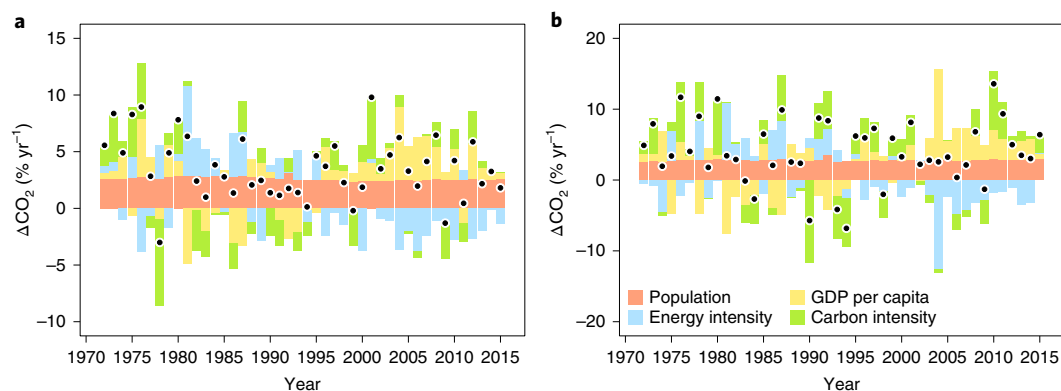 a
15
10
5
0
−5
−10
ΔCO2 (% yr−1)
1970 1975 1980 1985 1990 1995 2000 2005 2010 2015
Year
b
20
10
0
−10
−20
ΔCO2 (% yr−1)
Population
GDP per capita
Energy intensity
Carbon intensity
1970 1975 1980 1985 1990 1995 2000 2005 2010 2015
Year